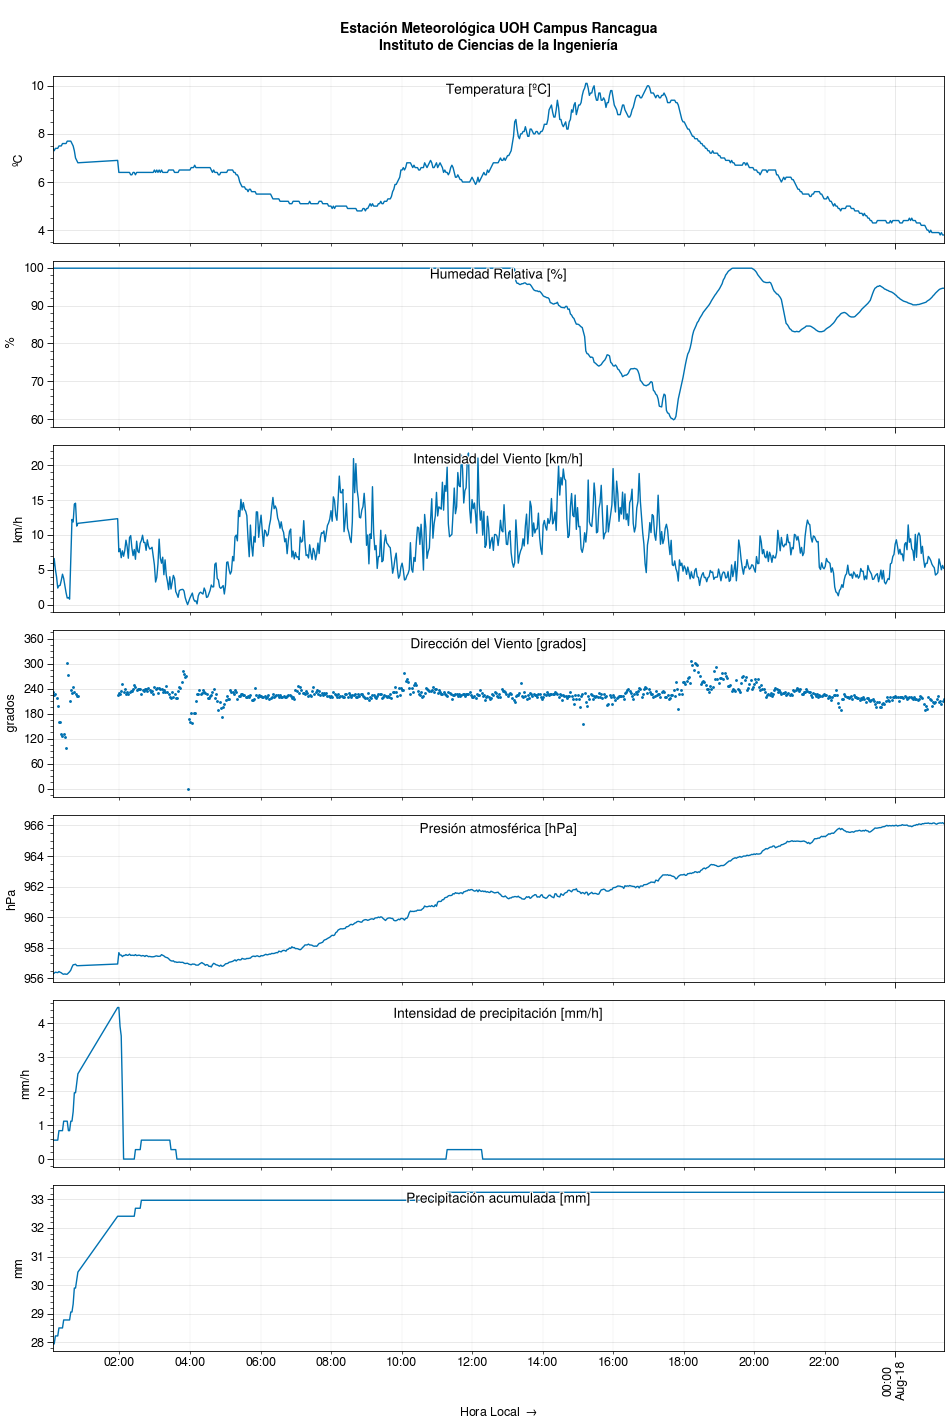 Estación Meteorológica UOH Campus Rancagua
Instituto de Ciencias de la Ingeniería
Temperatura [ºC]
ºC
10
8
6
4
Humedad Relativa [%]
%
100
90
80
70
60
Intensidad del Viento [km/h]
km/h
20
15
10
5
0
Dirección del Viento [grados]
grados
360
300
240
180
120
60
0
Presión atmosférica [hPa]
hPa
966
964
962
960
958
956
Intensidad de precipitación [mm/h]
mm/h
4
3
2
1
0
Precipitación acumulada [mm]
mm
33
32
31
30
29
28
02:00 04:00 06:00 08:00 10:00 12:00 14:00 16:00 18:00 20:00 22:00
00:00
Aug-18
Hora Local →